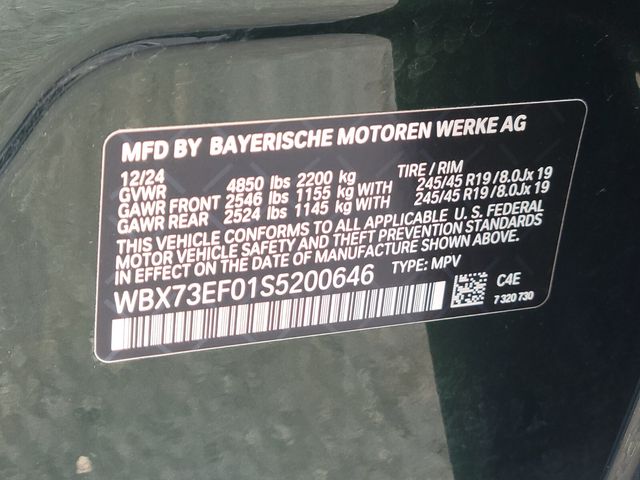 MFD BY BAYERISCHE MOTOREN WERKE AG
12/24 TIRE / RIM
GVWR 4850 lbs 2200 kg
GAWR FRONT 2546 lbs 1155 kg WITH 245/45 R19 /8.0Jx 19
GAWR REAR 2524 lbs 1145 kg WITH 245/45 R19 /8.0Jx 19
THIS VEHICLE CONFORMS TO ALL APPLICABLE U. S. FEDERAL
MOTOR VEHICLE SAFETY AND THEFT PREVENTION STANDARDS
IN EFFECT ON THE DATE OF MANUFACTURE SHOWN ABOVE.
WBX73EF01S5200646 TYPE: MPV
C4E
7 320 730